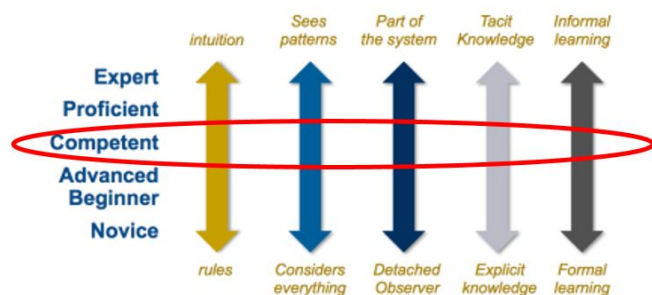 intuition
Sees
patterns
Part of
the system
Tacit
Knowledge
Informal
learning
Expert
Proficient
Competent
Advanced
Beginner
Novice
rules
Considers
everything
Detached
Observer
Explicit
knowledge
Formal
learning